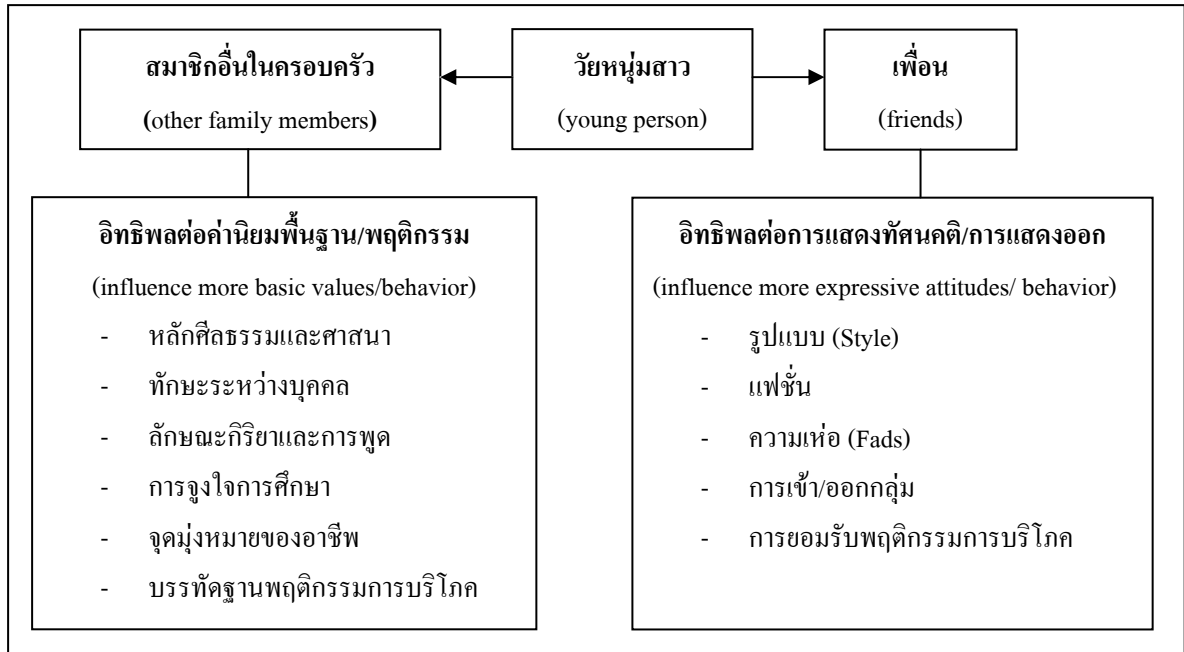 สมาชิกอื่นในครอบครัว
(other family members)
วัยหนุ่มสาว
(young person)
เพื่อน
(friends)
อิทธิพลต่อค่านิยมพื้นฐาน/พฤติกรรม
(influence more basic values/behavior)
- หลักศีลธรรมและศาสนา
- ทักษะระหว่างบุคคล
- ลักษณะกิริยาและการพูด
- การจูงใจการศึกษา
- จุดมุ่งหมายของอาชีพ
- บรรทัดฐานพฤติกรรมการบริโภค
อิทธิพลต่อการแสดงทัศนคติ/การแสดงออก
(influence more expressive attitudes/ behavior)
- รูปแบบ (Style)
- แฟชั่น
- ความเห่อ (Fads)
- การเข้า/ออกกลุ่ม
- การยอมรับพฤติกรรมการบริโภค